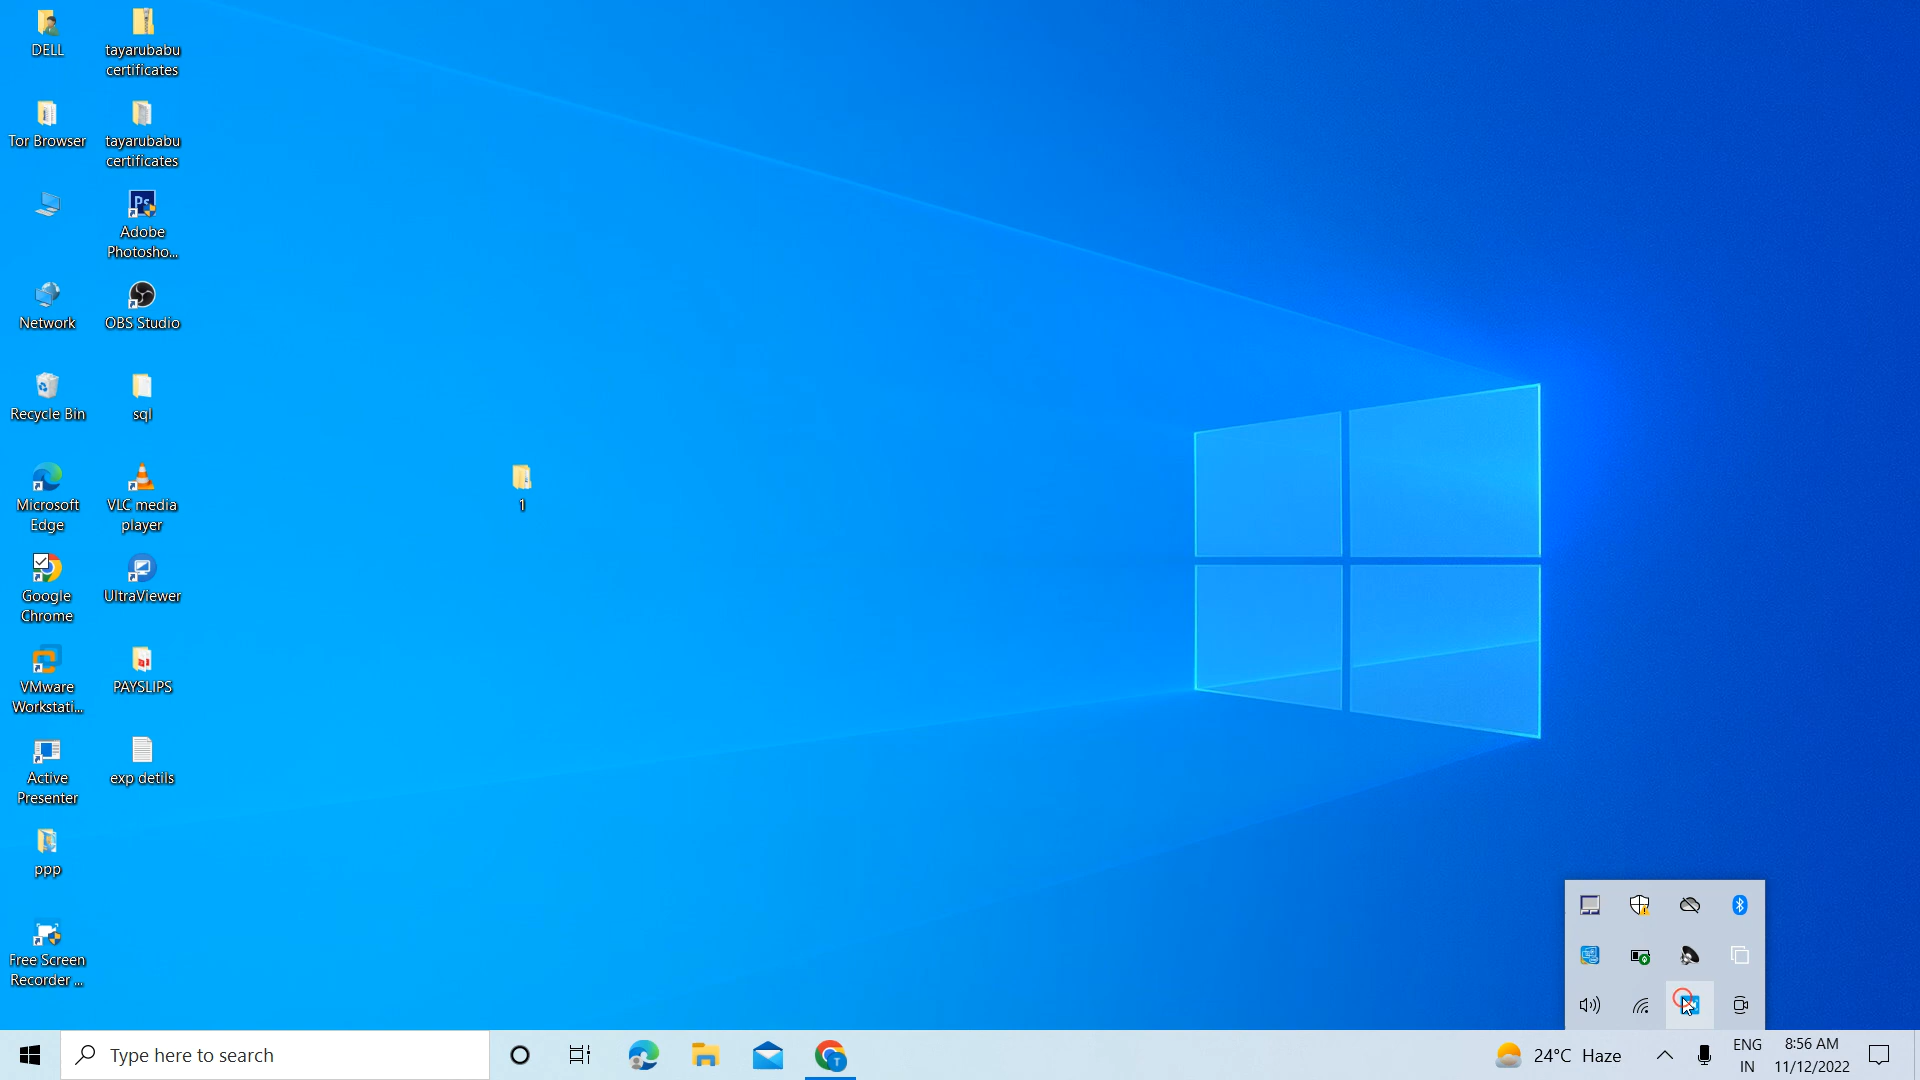 DELL
tayarubabu
certificates
Tor Browser
tayarubabu
certificates
Ps
Adobe
Photosho...
Network
OBS Studio
Recycle Bin
sql
Microsoft
Edge
VLC media
player
1
Google
Chrome
UltraViewer
VMware
Workstati...
PAYSLIPS
Active
Presenter
exp detils
ppp
Free Screen
Recorder ...
Type here to search
T
24°C Haze
ENG
IN
8:56 AM
11/12/2022